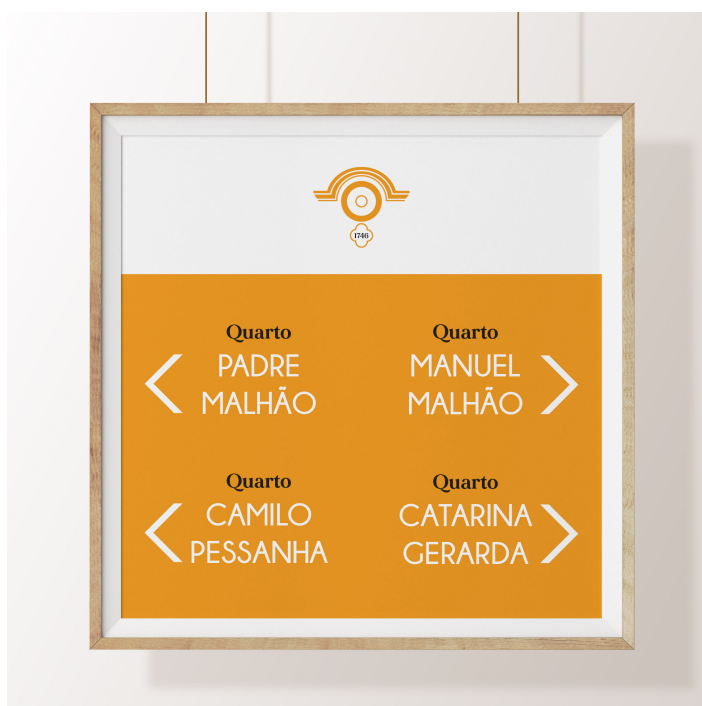 1746
Quarto
PADRE
MALHÃO
Quarto
MANUEL
MALHÃO
Quarto
CAMILO
PESSANHA
Quarto
CATARINA
GERARDA